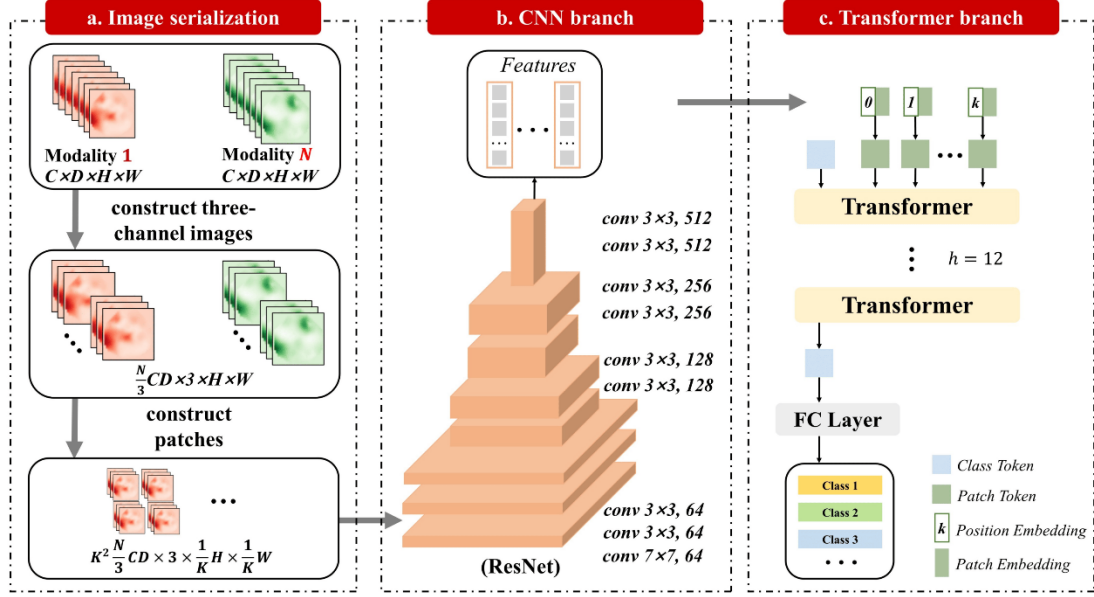 a. Image serialization
Modality 1
C×D×H×W
Modality N
C×D×H×W
construct three-
channel images
N/3 CD×3×H×W
construct
patches
...
K² N/3 CD × 3 × 1/K H × 1/K W
b. CNN branch
Features
conv 3×3, 512
conv 3×3, 512
conv 3×3, 256
conv 3×3, 256
conv 3×3, 128
conv 3×3, 128
conv 3×3, 64
conv 3×3, 64
conv 7×7, 64
(ResNet)
c. Transformer branch
0 1 k
Transformer
h = 12
Transformer
FC Layer
Class 1
Class 2
Class 3
...
Class Token
Patch Token
k Position Embedding
Patch Embedding